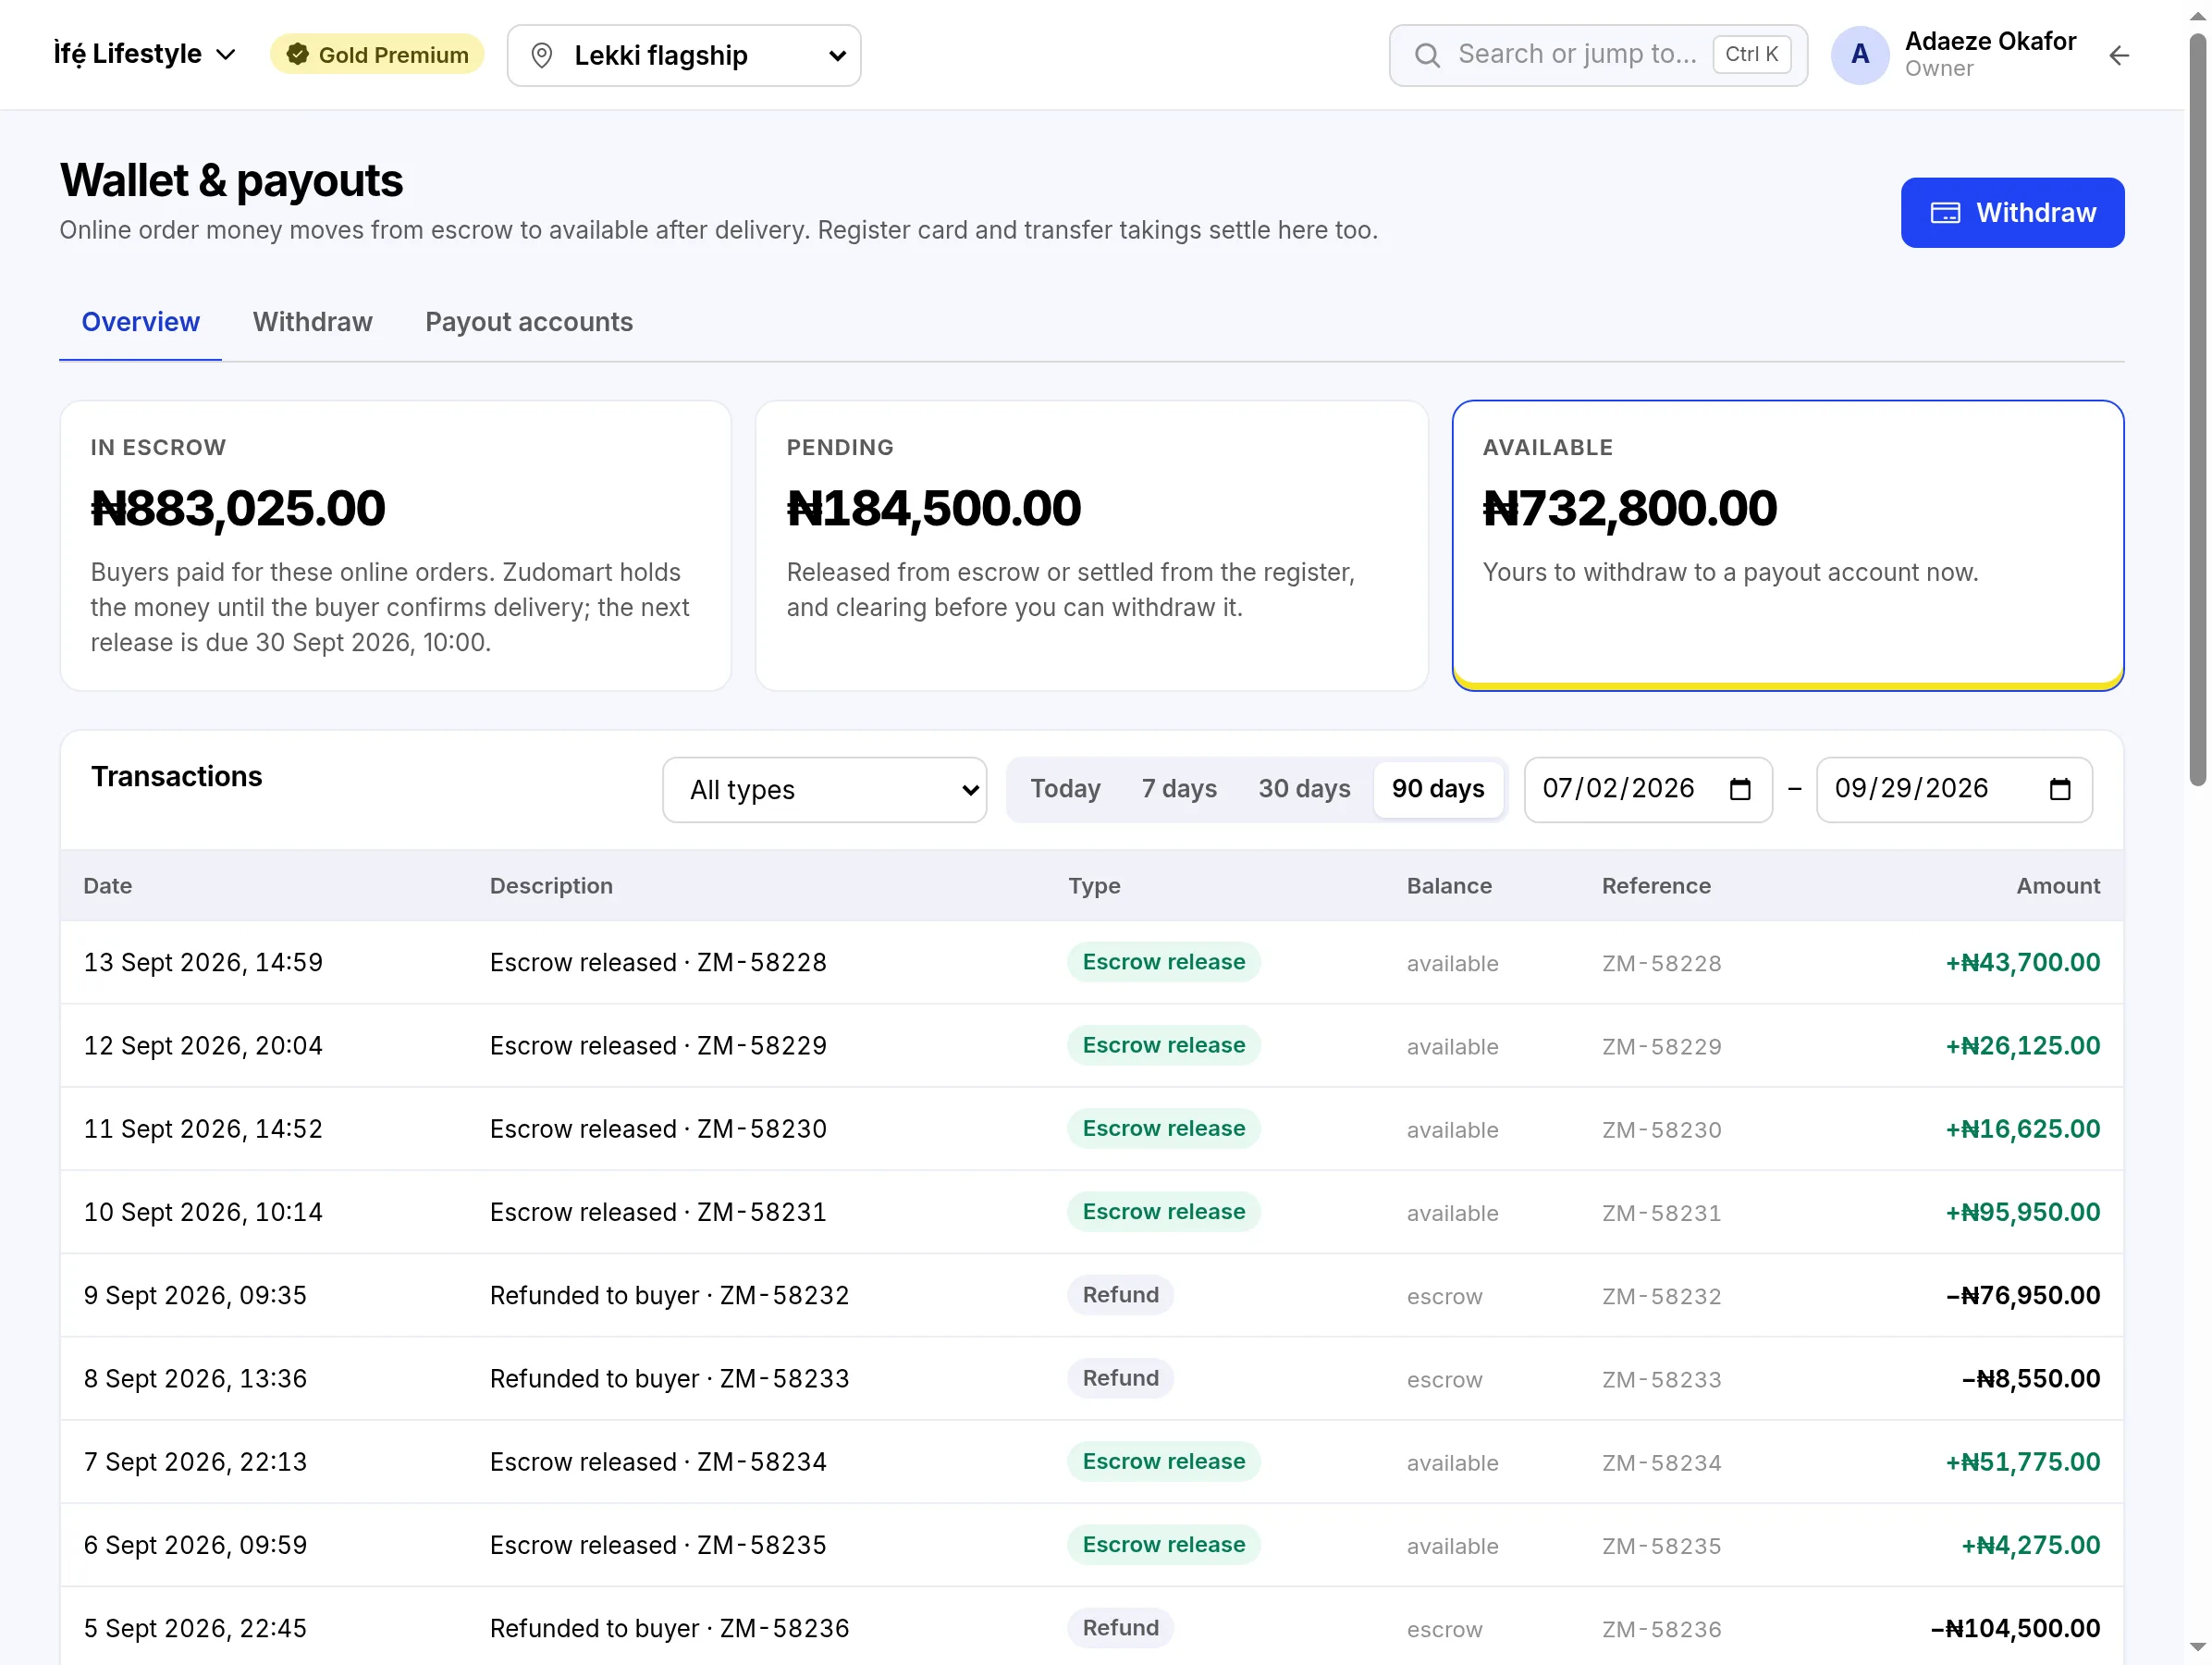 Ìfẹ́ Lifestyle
Gold Premium
Lekki flagship
Search or jump to...
Ctrl K
A
Adaeze Okafor
Owner
Wallet & payouts
Online order money moves from escrow to available after delivery. Register card and transfer takings settle here too.
Withdraw
Overview Withdraw Payout accounts
IN ESCROW
₦883,025.00
Buyers paid for these online orders. Zudomart holds
the money until the buyer confirms delivery; the next
release is due 30 Sept 2026, 10:00.
PENDING
₦184,500.00
Released from escrow or settled from the register,
and clearing before you can withdraw it.
AVAILABLE
₦732,800.00
Yours to withdraw to a payout account now.
Transactions
All types
Today 7 days 30 days 90 days
07/02/2026 – 09/29/2026
Date Description Type Balance Reference Amount
13 Sept 2026, 14:59 Escrow released · ZM-58228 Escrow release available ZM-58228 +₦43,700.00
12 Sept 2026, 20:04 Escrow released · ZM-58229 Escrow release available ZM-58229 +₦26,125.00
11 Sept 2026, 14:52 Escrow released · ZM-58230 Escrow release available ZM-58230 +₦16,625.00
10 Sept 2026, 10:14 Escrow released · ZM-58231 Escrow release available ZM-58231 +₦95,950.00
9 Sept 2026, 09:35 Refunded to buyer · ZM-58232 Refund escrow ZM-58232 −₦76,950.00
8 Sept 2026, 13:36 Refunded to buyer · ZM-58233 Refund escrow ZM-58233 −₦8,550.00
7 Sept 2026, 22:13 Escrow released · ZM-58234 Escrow release available ZM-58234 +₦51,775.00
6 Sept 2026, 09:59 Escrow released · ZM-58235 Escrow release available ZM-58235 +₦4,275.00
5 Sept 2026, 22:45 Refunded to buyer · ZM-58236 Refund escrow ZM-58236 −₦104,500.00